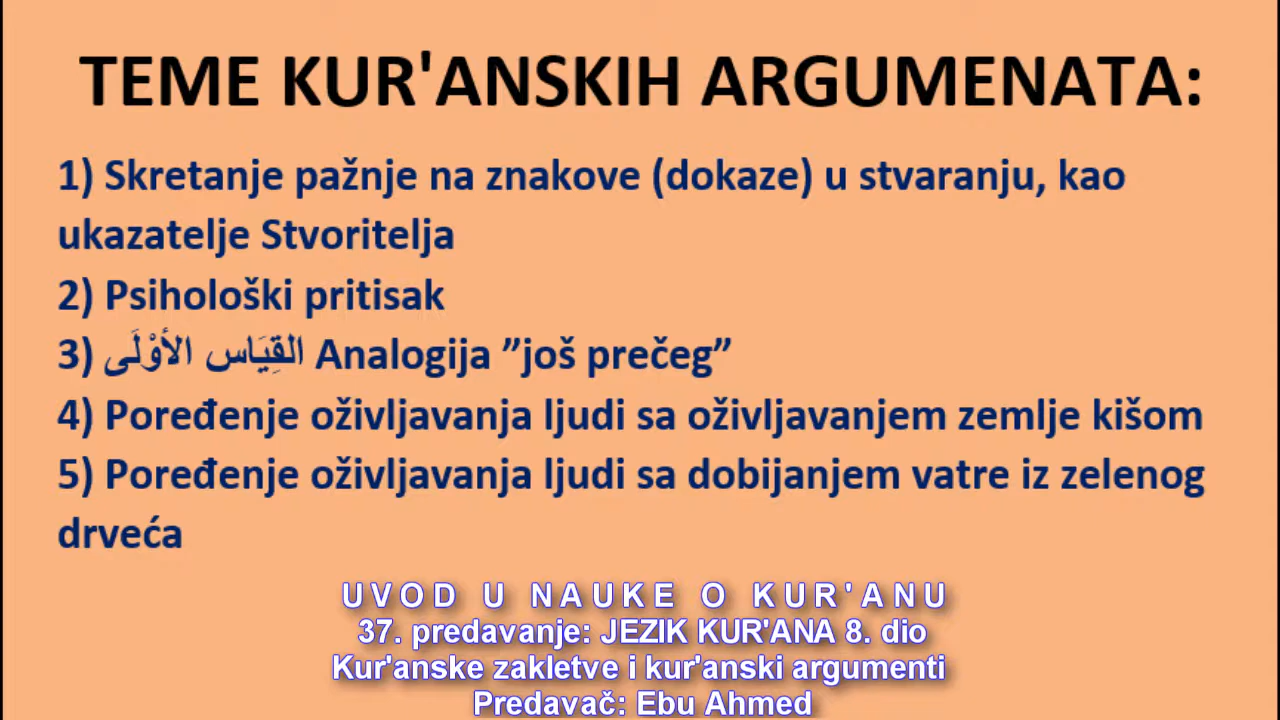 TEME KUR'ANSKIH ARGUMENATA:
1) Skretanje pažnje na znakove (dokaze) u stvaranju, kao
ukazatelje Stvoritelja
2) Psihološki pritisak
3) القِيَاس الأوْلَى Analogija ”još prečeg”
4) Poređenje oživljavanja ljudi sa oživljavanjem zemlje kišom
5) Poređenje oživljavanja ljudi sa dobijanjem vatre iz zelenog
drveća
UVOD U NAUKE O KUR'ANU
37. predavanje: JEZIK KUR'ANA 8. dio
Kur'anske zakletve i kur'anski argumenti
Predavač: Ebu Ahmed